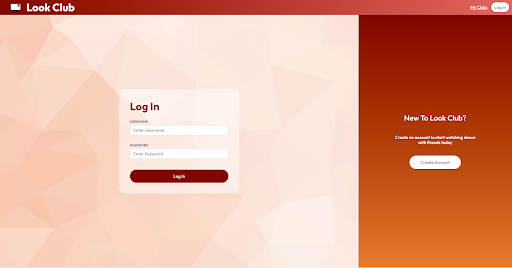 Look Club
My Clubs
Log In
Log In
USERNAME
Enter Username
PASSWORD
Enter Password
Log In
New To Look Club?
Create an account to start watching shows
with friends today
Create Account